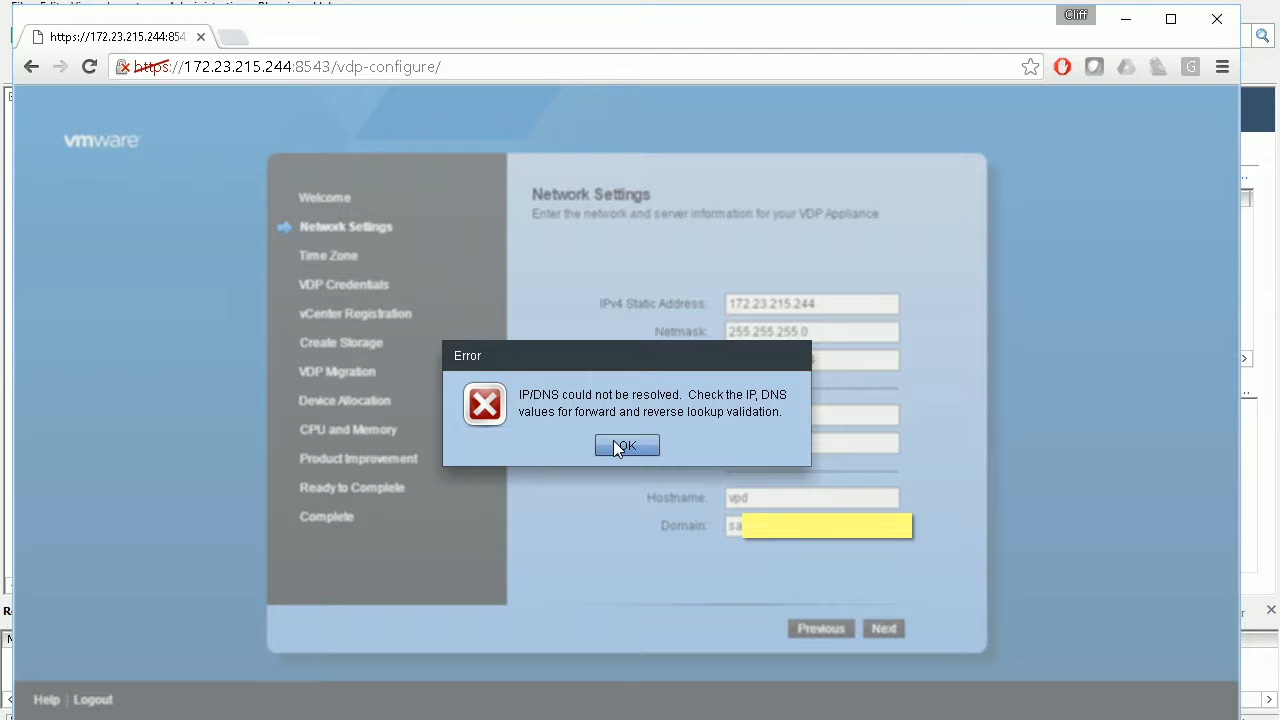 Cliff
https://172.23.215.244:854
https://172.23.215.244:8543/vdp-configure/
vmware
Welcome
Network Settings
Time Zone
VDP Credentials
vCenter Registration
Create Storage
VDP Migration
Device Allocation
CPU and Memory
Product Improvement
Ready to Complete
Complete
Network Settings
Enter the network and server information for your VDP Appliance
IPv4 Static Address: 172.23.215.244
Netmask: 255.255.255.0
Error
IP/DNS could not be resolved. Check the IP, DNS
values for forward and reverse lookup validation.
OK
Hostname: vpd
Domain: sa
Previous Next
Help | Logout